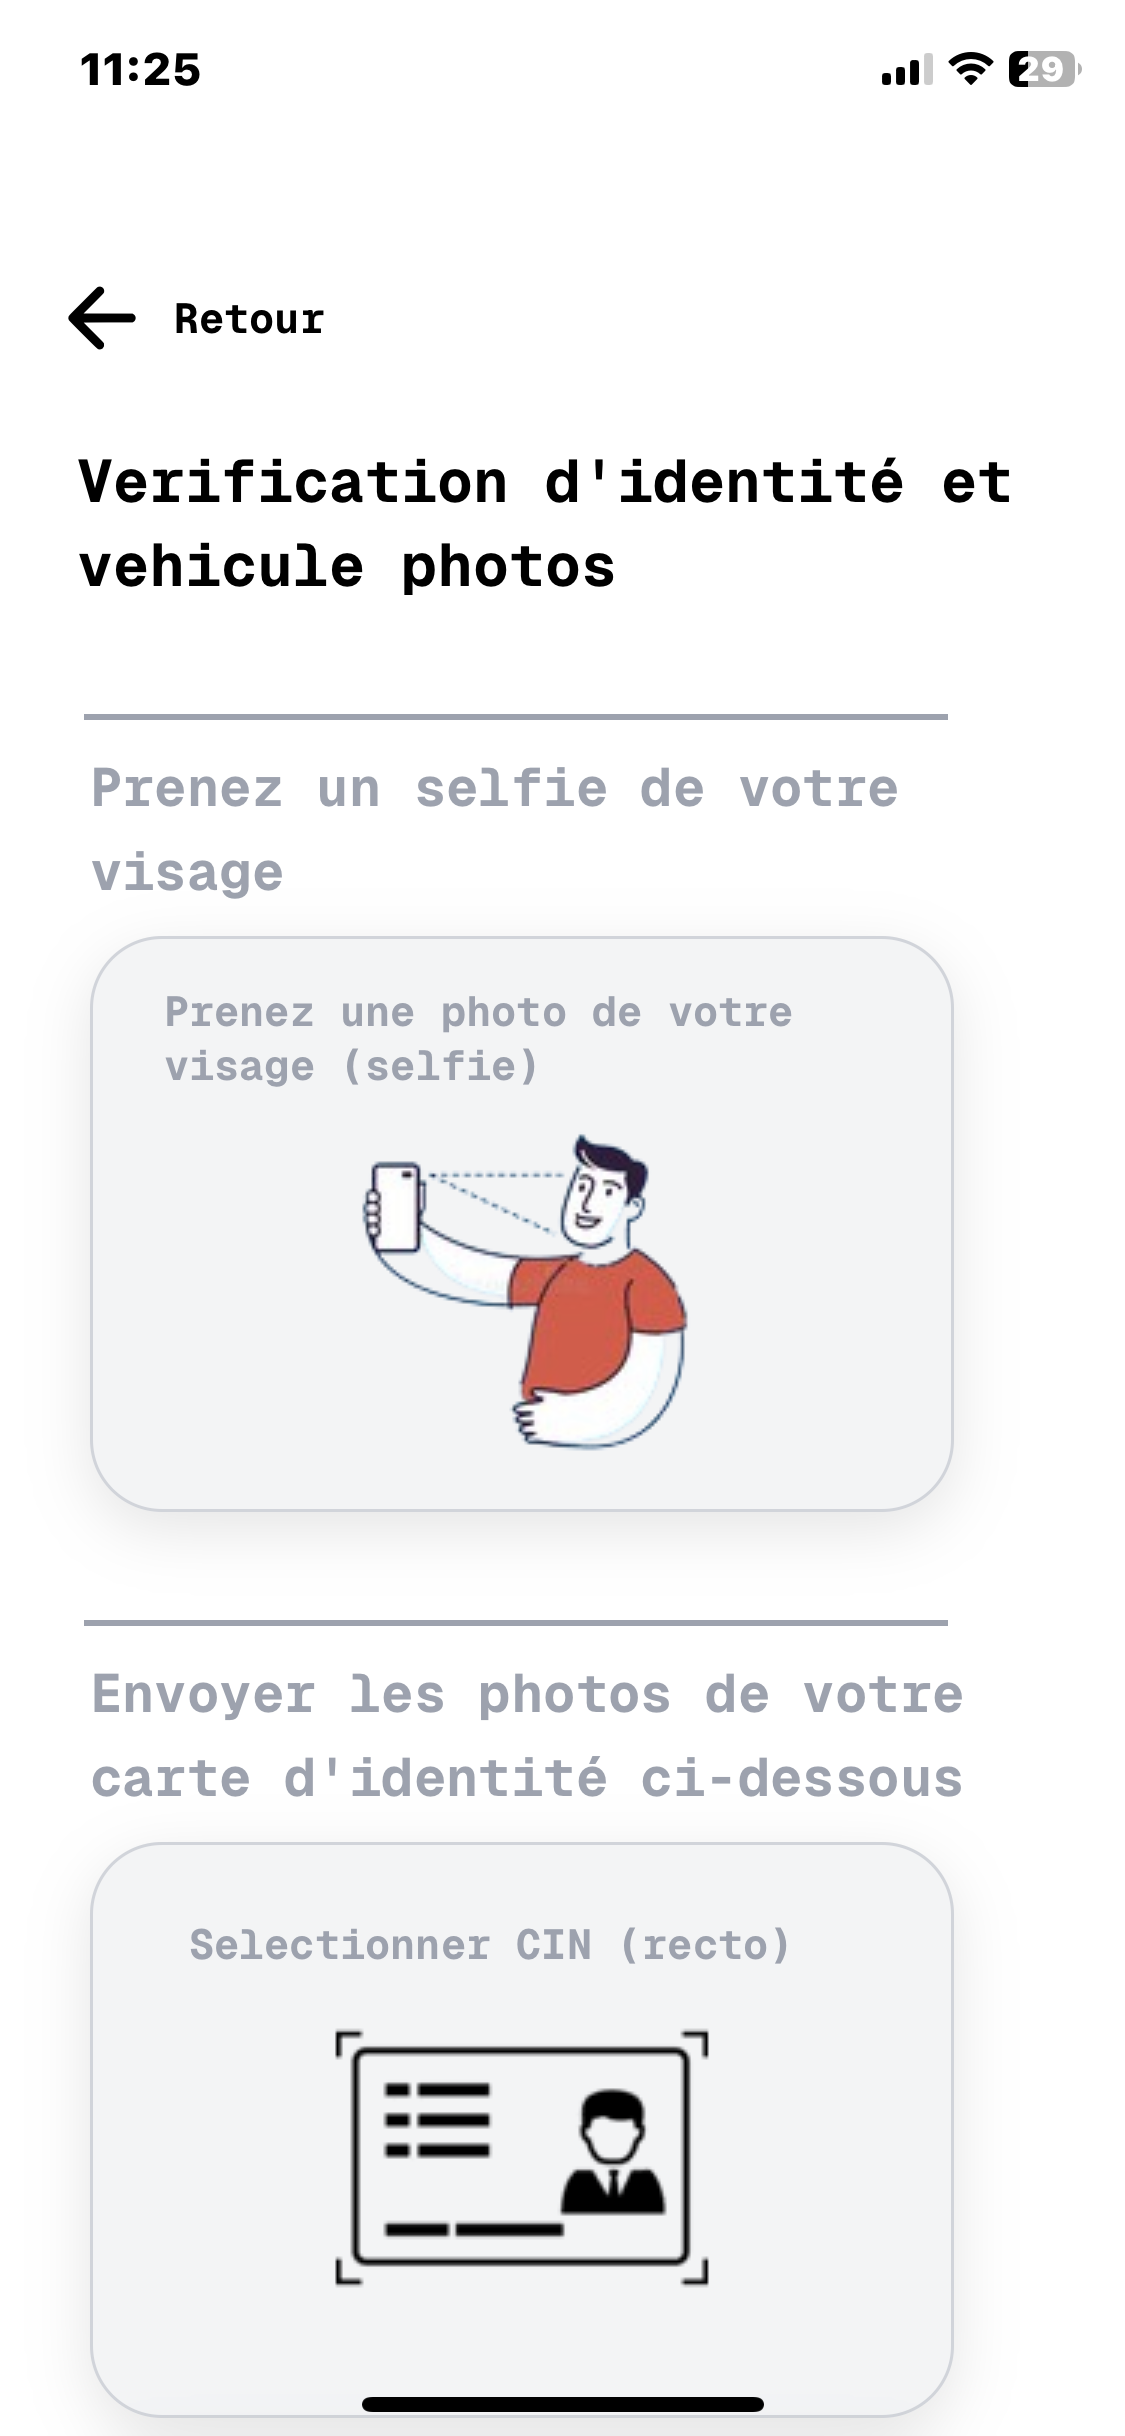 11:25
29
Retour
Verification d'identité et
vehicule photos
Prenez un selfie de votre
visage
Prenez une photo de votre
visage (selfie)
Envoyer les photos de votre
carte d'identité ci-dessous
Selectionner CIN (recto)